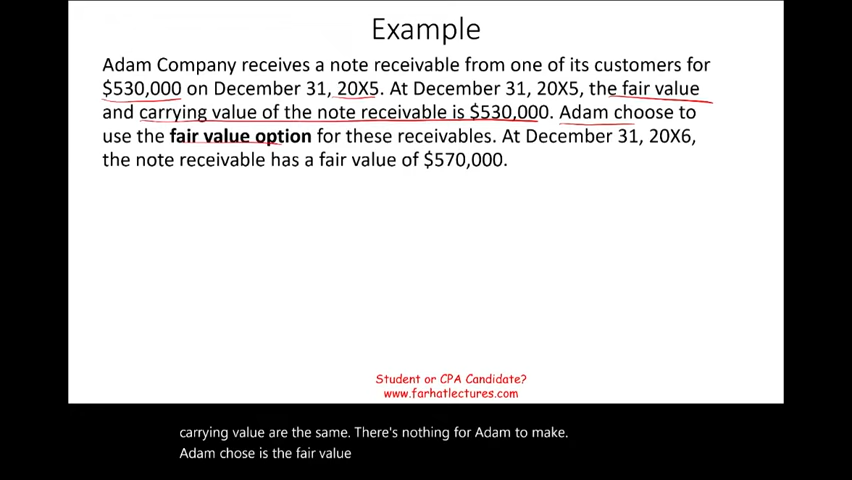 Example
Adam Company receives a note receivable from one of its customers for
$530,000 on December 31, 20X5. At December 31, 20X5, the fair value
and carrying value of the note receivable is $530,000. Adam choose to
use the fair value option for these receivables. At December 31, 20X6,
the note receivable has a fair value of $570,000.
Student or CPA Candidate?
www.farhatlectures.com
carrying value are the same. There's nothing for Adam to make.
Adam chose is the fair value